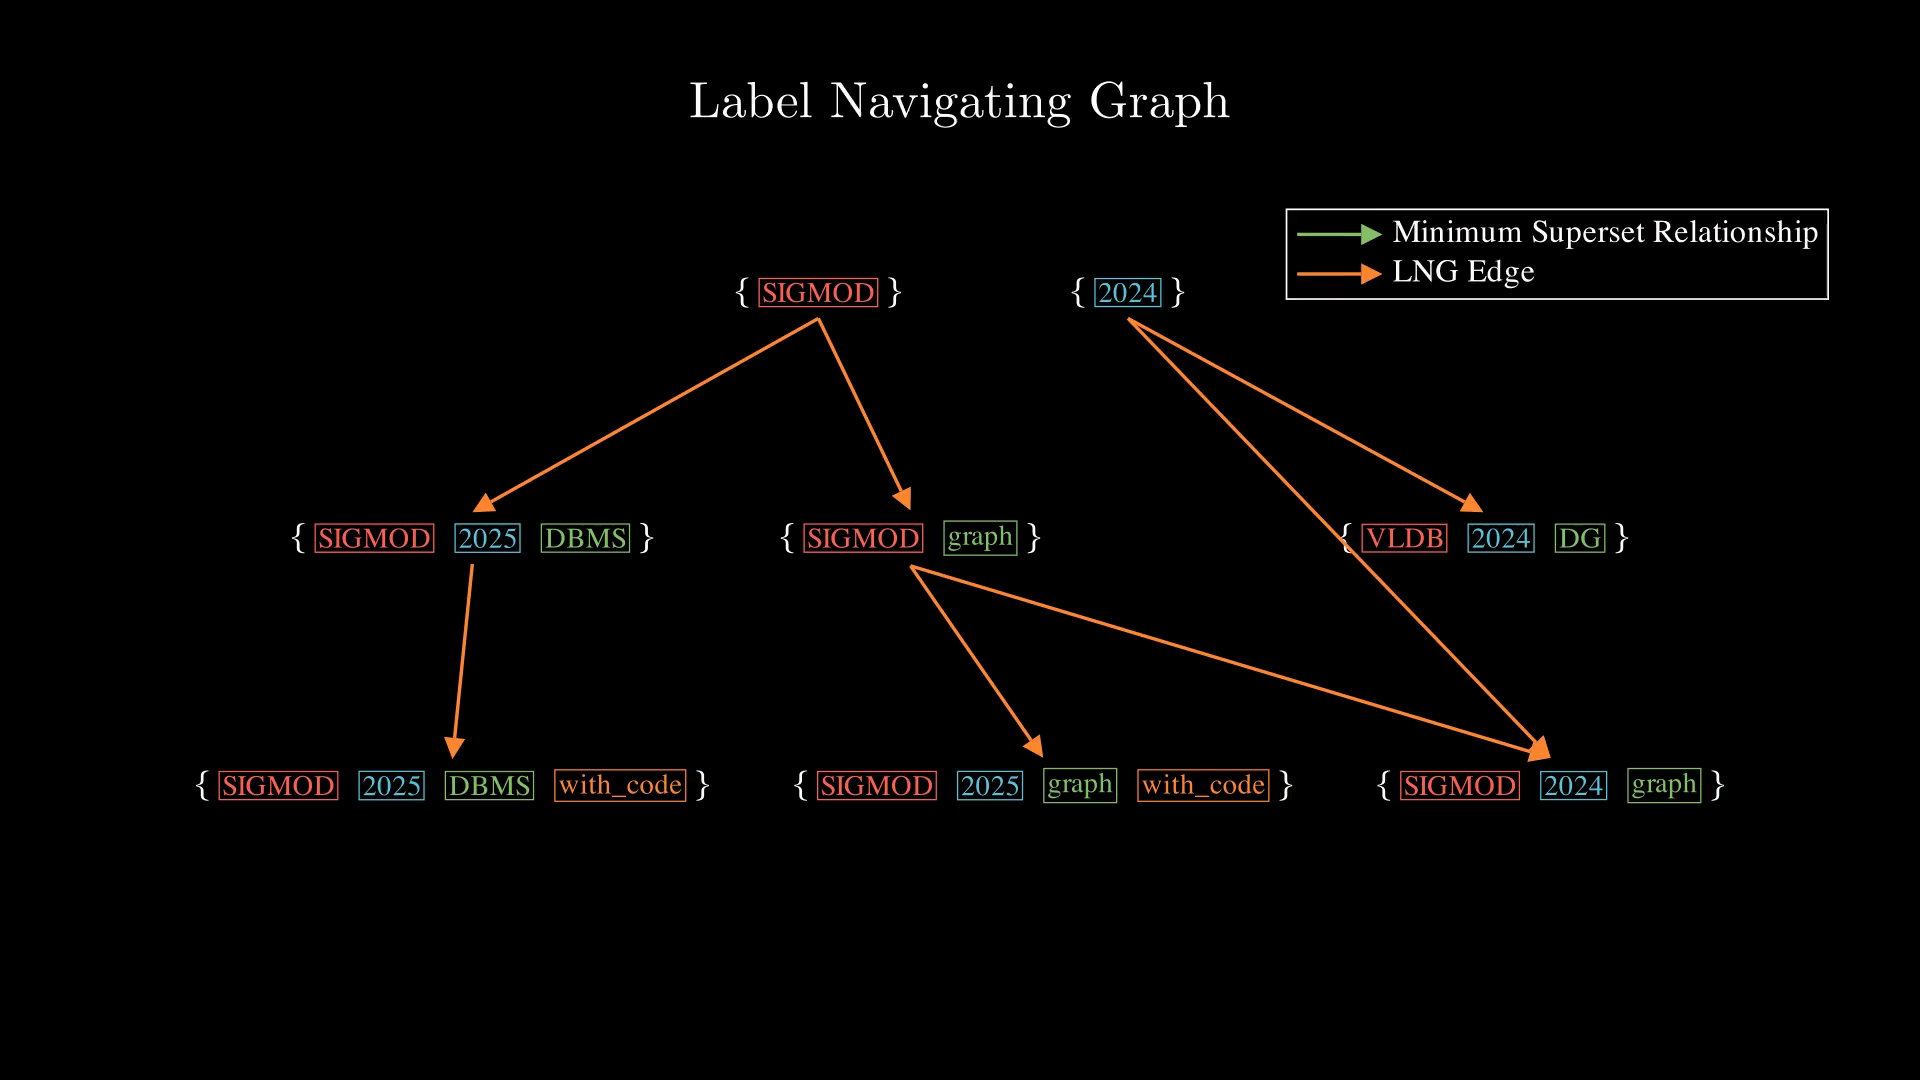 Label Navigating Graph
Minimum Superset Relationship
LNG Edge
{ SIGMOD }
{ 2024 }
{ SIGMOD 2025 DBMS }
{ SIGMOD graph }
{ VLDB 2024 DG }
{ SIGMOD 2025 DBMS with_code }
{ SIGMOD 2025 graph with_code }
{ SIGMOD 2024 graph }